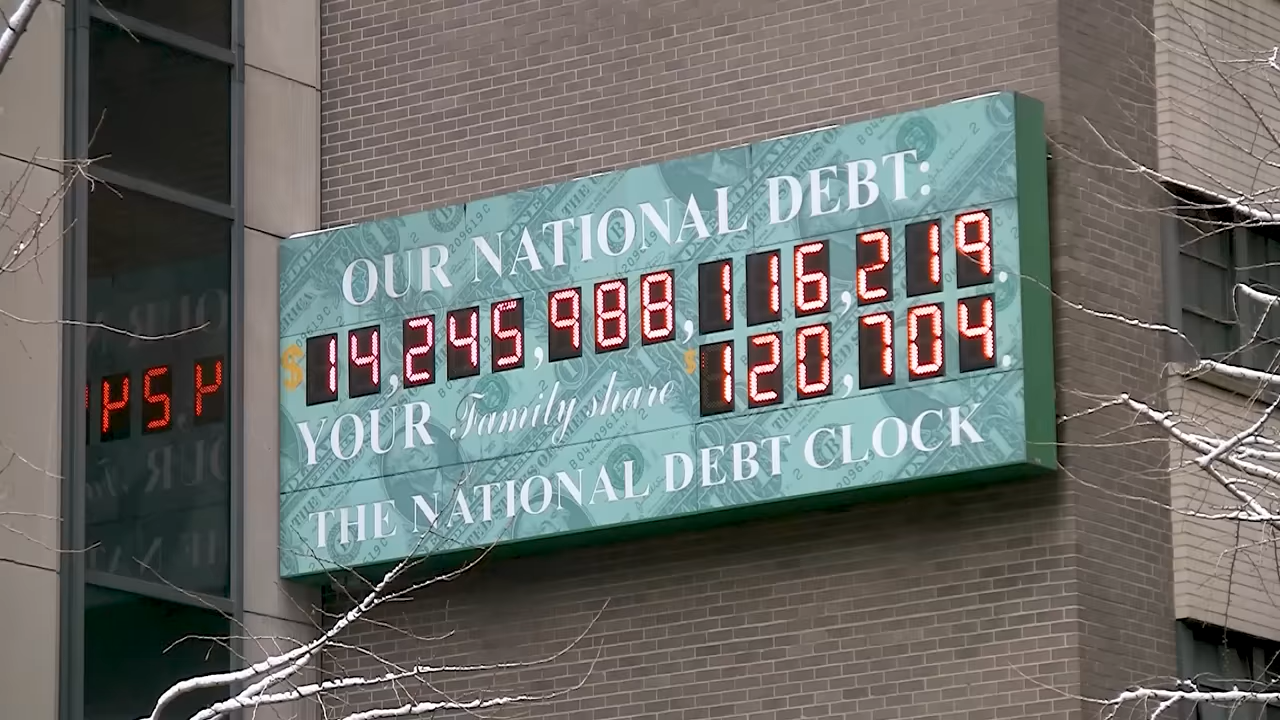 OUR NATIONAL DEBT:
$14,245,988,116,219.
YOUR Family share $120,704.
THE NATIONAL DEBT CLOCK